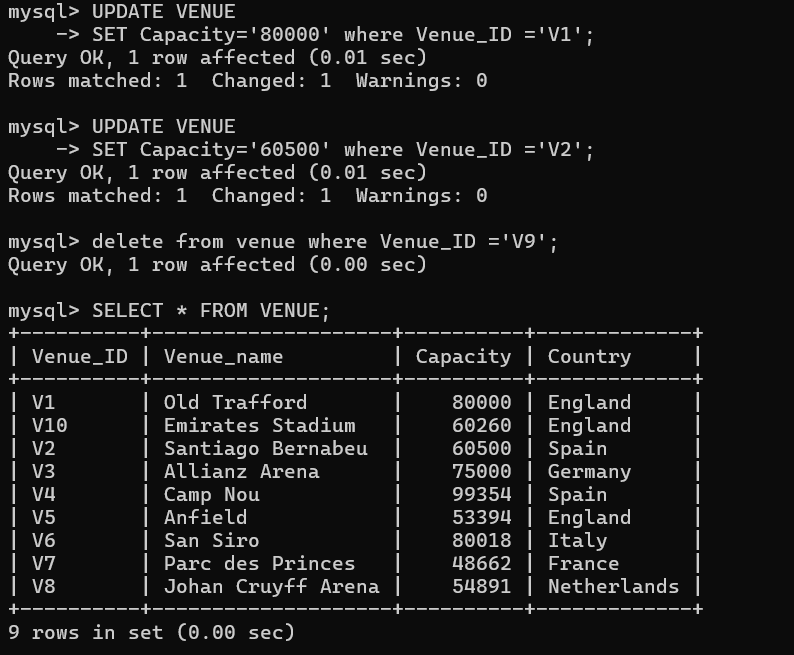 mysql> UPDATE VENUE
    -> SET Capacity='80000' where Venue_ID ='V1';
Query OK, 1 row affected (0.01 sec)
Rows matched: 1  Changed: 1  Warnings: 0

mysql> UPDATE VENUE
    -> SET Capacity='60500' where Venue_ID ='V2';
Query OK, 1 row affected (0.01 sec)
Rows matched: 1  Changed: 1  Warnings: 0

mysql> delete from venue where Venue_ID ='V9';
Query OK, 1 row affected (0.00 sec)

mysql> SELECT * FROM VENUE;
+----------+--------------------+----------+-------------+
| Venue_ID | Venue_name         | Capacity | Country     |
+----------+--------------------+----------+-------------+
| V1       | Old Trafford       |    80000 | England     |
| V10      | Emirates Stadium   |    60260 | England     |
| V2       | Santiago Bernabeu  |    60500 | Spain       |
| V3       | Allianz Arena      |    75000 | Germany     |
| V4       | Camp Nou           |    99354 | Spain       |
| V5       | Anfield            |    53394 | England     |
| V6       | San Siro           |    80018 | Italy       |
| V7       | Parc des Princes   |    48662 | France      |
| V8       | Johan Cruyff Arena |    54891 | Netherlands |
+----------+--------------------+----------+-------------+
9 rows in set (0.00 sec)